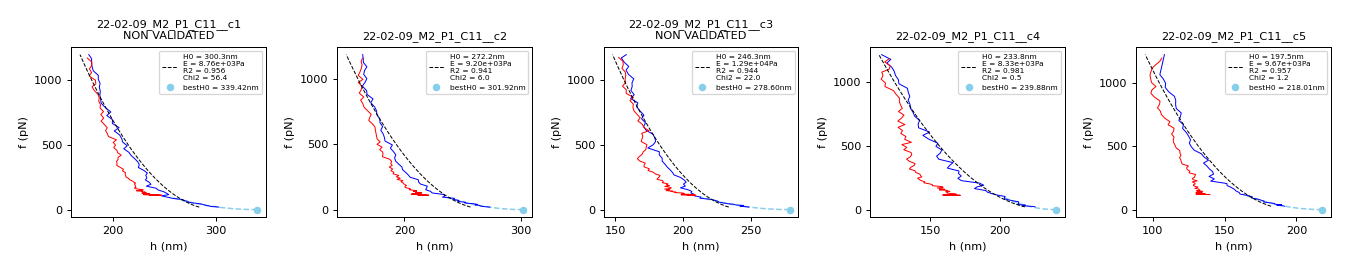 22-02-09_M2_P1_C11__c1
NON VALIDATED
H0 = 300.3nm
E = 8.76e+03Pa
R2 = 0.956
Chi2 = 56.4
bestH0 = 339.42nm
f (pN)
1000
500
0
200 300
h (nm)
22-02-09_M2_P1_C11__c2
H0 = 272.2nm
E = 9.20e+03Pa
R2 = 0.941
Chi2 = 6.0
bestH0 = 301.92nm
f (pN)
1000
500
0
200 300
h (nm)
22-02-09_M2_P1_C11__c3
NON VALIDATED
H0 = 246.3nm
E = 1.29e+04Pa
R2 = 0.944
Chi2 = 22.0
bestH0 = 278.60nm
f (pN)
1000
500
0
150 200 250
h (nm)
22-02-09_M2_P1_C11__c4
H0 = 233.8nm
E = 8.33e+03Pa
R2 = 0.981
Chi2 = 0.5
bestH0 = 239.88nm
f (pN)
1000
500
0
150 200
h (nm)
22-02-09_M2_P1_C11__c5
H0 = 197.5nm
E = 9.67e+03Pa
R2 = 0.957
Chi2 = 1.2
bestH0 = 218.01nm
f (pN)
1000
500
0
100 150 200
h (nm)